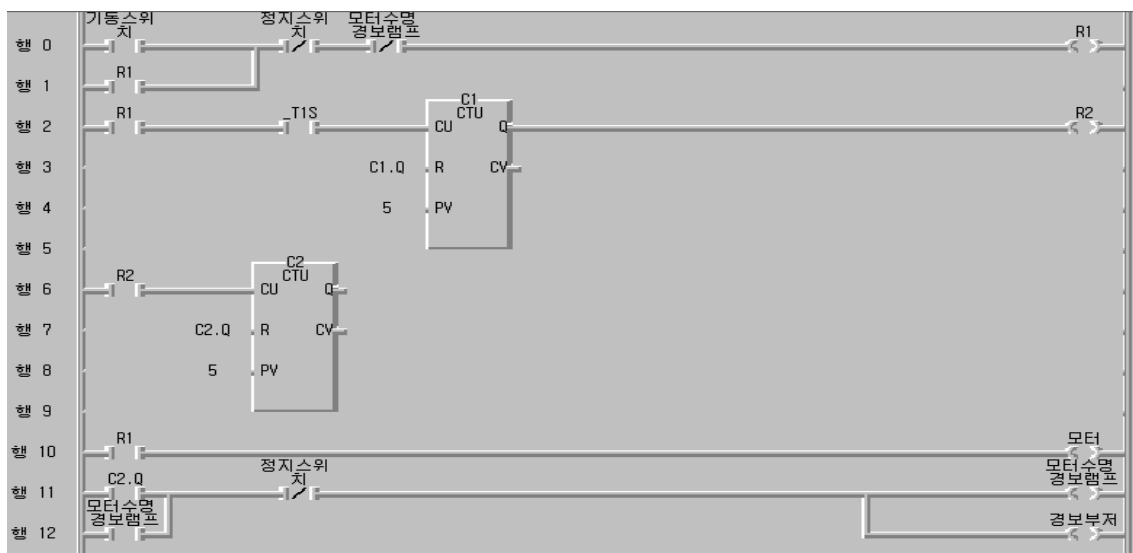 기동스위
치
정지스위
치
모터수명
경보램프
R1
행 0
R1
행 1
R1
_T1S
C1
CTU
CU
Q
R2
행 2
행 3
C1.Q
R
CV
행 4
5
PV
행 5
R2
C2
CTU
CU
Q
행 6
행 7
C2.Q
R
CV
행 8
5
PV
행 9
R1
모터
행 10
C2.Q
정지스위
치
모터수명
경보램프
행 11
모터수명
경보램프
경보부저
행 12